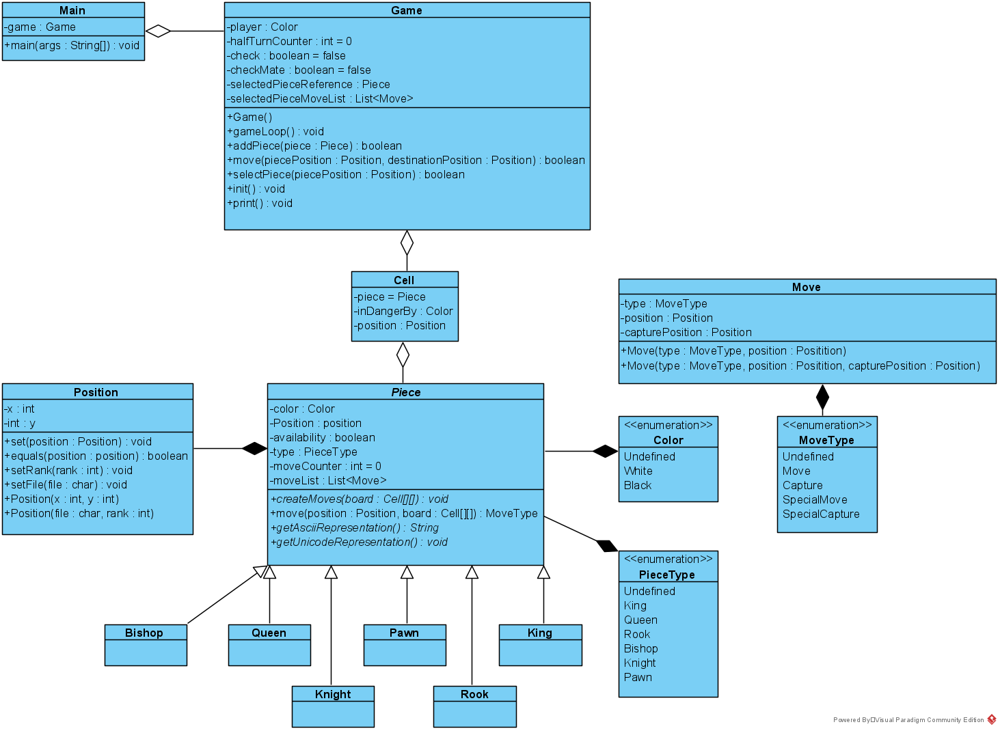 Main
-game : Game
+main(args : String[]) : void
Game
-player : Color
-halfTurnCounter : int = 0
-check : boolean = false
-checkMate : boolean = false
-selectedPieceReference : Piece
-selectedPieceMoveList : List<Move>
+Game()
+gameLoop() : void
+addPiece(piece : Piece) : boolean
+move(piecePosition : Position, destinationPosition : Position) : boolean
+selectPiece(piecePosition : Position) : boolean
+init() : void
+print() : void
Cell
-piece = Piece
-inDangerBy : Color
-position : Position
Move
-type : MoveType
-position : Position
-capturePosition : Position
+Move(type : MoveType, position : Positition)
+Move(type : MoveType, position : Positition, capturePosition : Position)
Position
-x : int
-int : y
+set(position : Position) : void
+equals(position : position) : boolean
+setRank(rank : int) : void
+setFile(file : char) : void
+Position(x : int, y : int)
+Position(file : char, rank : int)
Piece
-color : Color
-Position : position
-availability : boolean
-type : PieceType
-moveCounter : int = 0
-moveList : List<Move>
+createMoves(board : Cell[][]) : void
+move(position : Position, board : Cell[][]) : MoveType
+getAsciiRepresentation() : String
+getUnicodeRepresentation() : void
<<enumeration>>
Color
Undefined
White
Black
<<enumeration>>
MoveType
Undefined
Move
Capture
SpecialMove
SpecialCapture
<<enumeration>>
PieceType
Undefined
King
Queen
Rook
Bishop
Knight
Pawn
Bishop
Queen
Pawn
King
Knight
Rook
Powered By□Visual Paradigm Community Edition